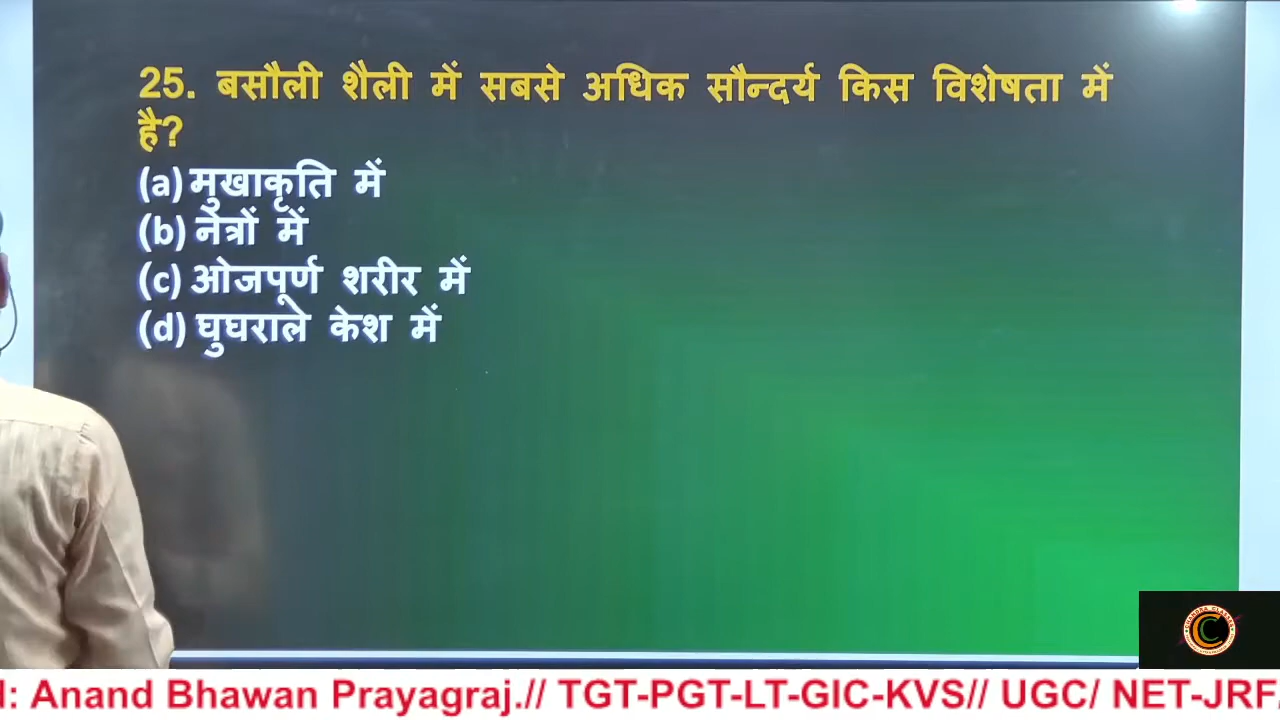 25. बसौली शैली में सबसे अधिक सौन्दर्य किस विशेषता में
है?
(a) मुखाकृति में
(b) नेत्रों में
(c) ओजपूर्ण शरीर में
(d) घुघराले केश में
: Anand Bhawan Prayagraj.// TGT-PGT-LT-GIC-KVS// UGC/ NET-JRF